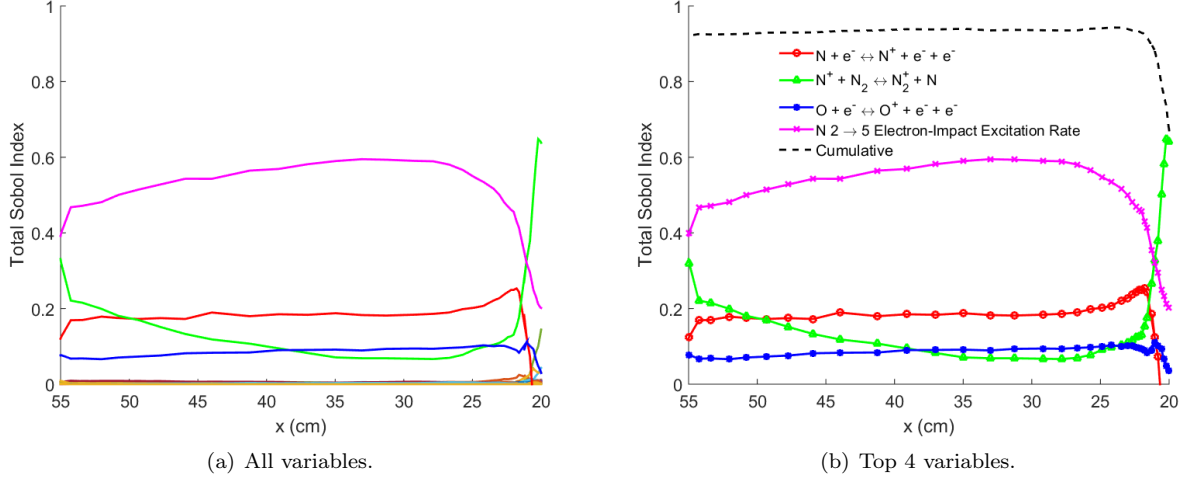 Total Sobol Index
1
0.8
0.6
0.4
0.2
0
55
50
45
40
35
30
25
20
x (cm)
(a) All variables.
Total Sobol Index
1
0.8
0.6
0.4
0.2
0
N + e⁻ ↔ N⁺ + e⁻ + e⁻
N⁺ + N₂ ↔ N₂⁺ + N
O + e⁻ ↔ O⁺ + e⁻ + e⁻
N 2 → 5 Electron-Impact Excitation Rate
Cumulative
55
50
45
40
35
30
25
20
x (cm)
(b) Top 4 variables.